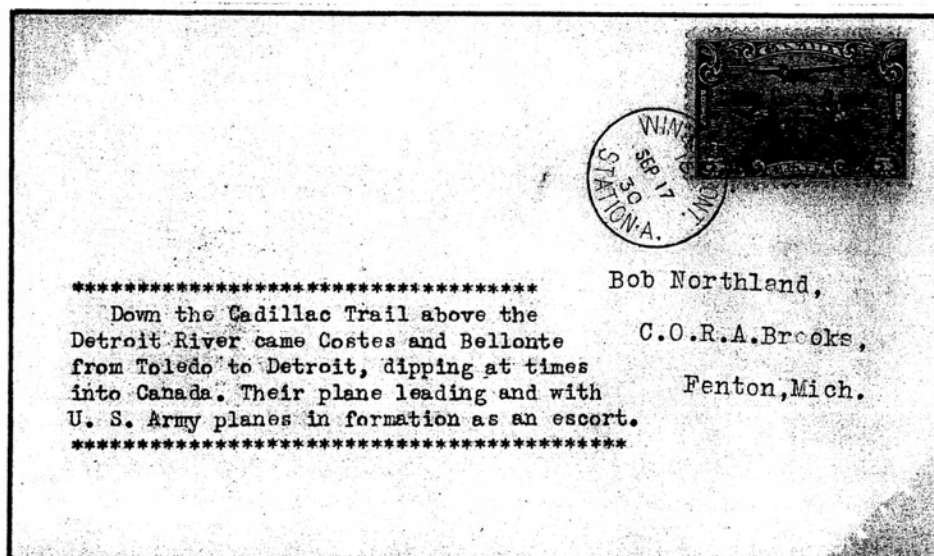 CANADA
WIN ONT.
SEP 17
30
STATION·A.
************************************
Down the Cadillac Trail above the
Detroit River came Costes and Bellonte
from Toledo to Detroit, dipping at times
into Canada. Their plane leading and with
U. S. Army planes in formation as an escort.
*******************************************
Bob Northland,
C.O.R.A.Brooks,
Fenton,Mich.